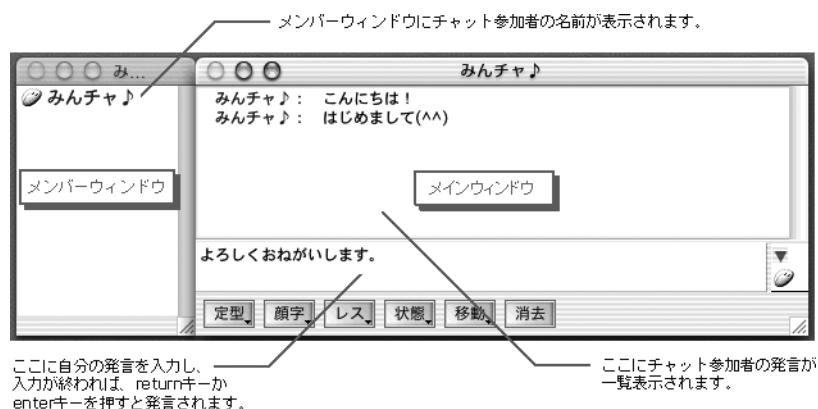 メンバーウィンドウにチャット参加者の名前が表示されます。
み...
みんチャ♪
みんチャ♪
みんチャ♪： こんにちは！
みんチャ♪： はじめまして(^^)
メンバーウィンドウ
メインウィンドウ
よろしくおねがいします。
定型 顔字 レス 状態 移動 消去
ここに自分の発言を入力し、
入力が終われば、returnキーか
enterキーを押すと発言されます。
ここにチャット参加者の発言が
一覧表示されます。